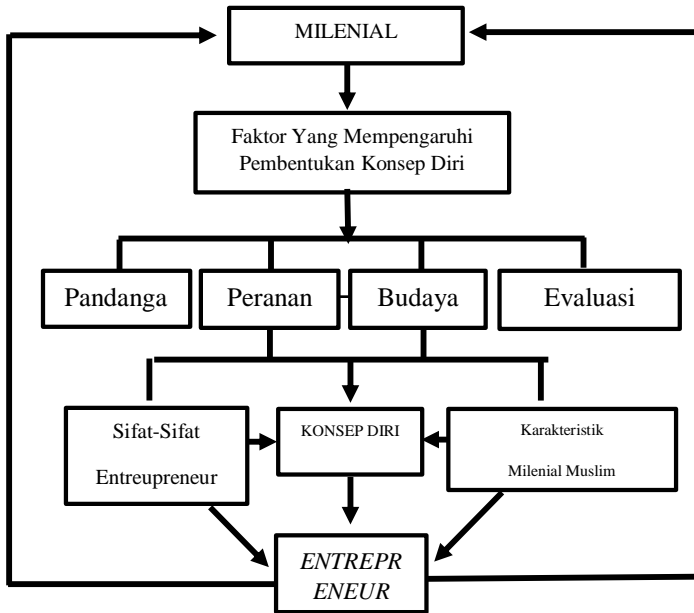 MILENIAL
Faktor Yang Mempengaruhi
Pembentukan Konsep Diri
Pandanga
Peranan
Budaya
Evaluasi
Sifat-Sifat
Entreupreneur
KONSEP DIRI
Karakteristik
Milenial Muslim
ENTREPR
ENEUR